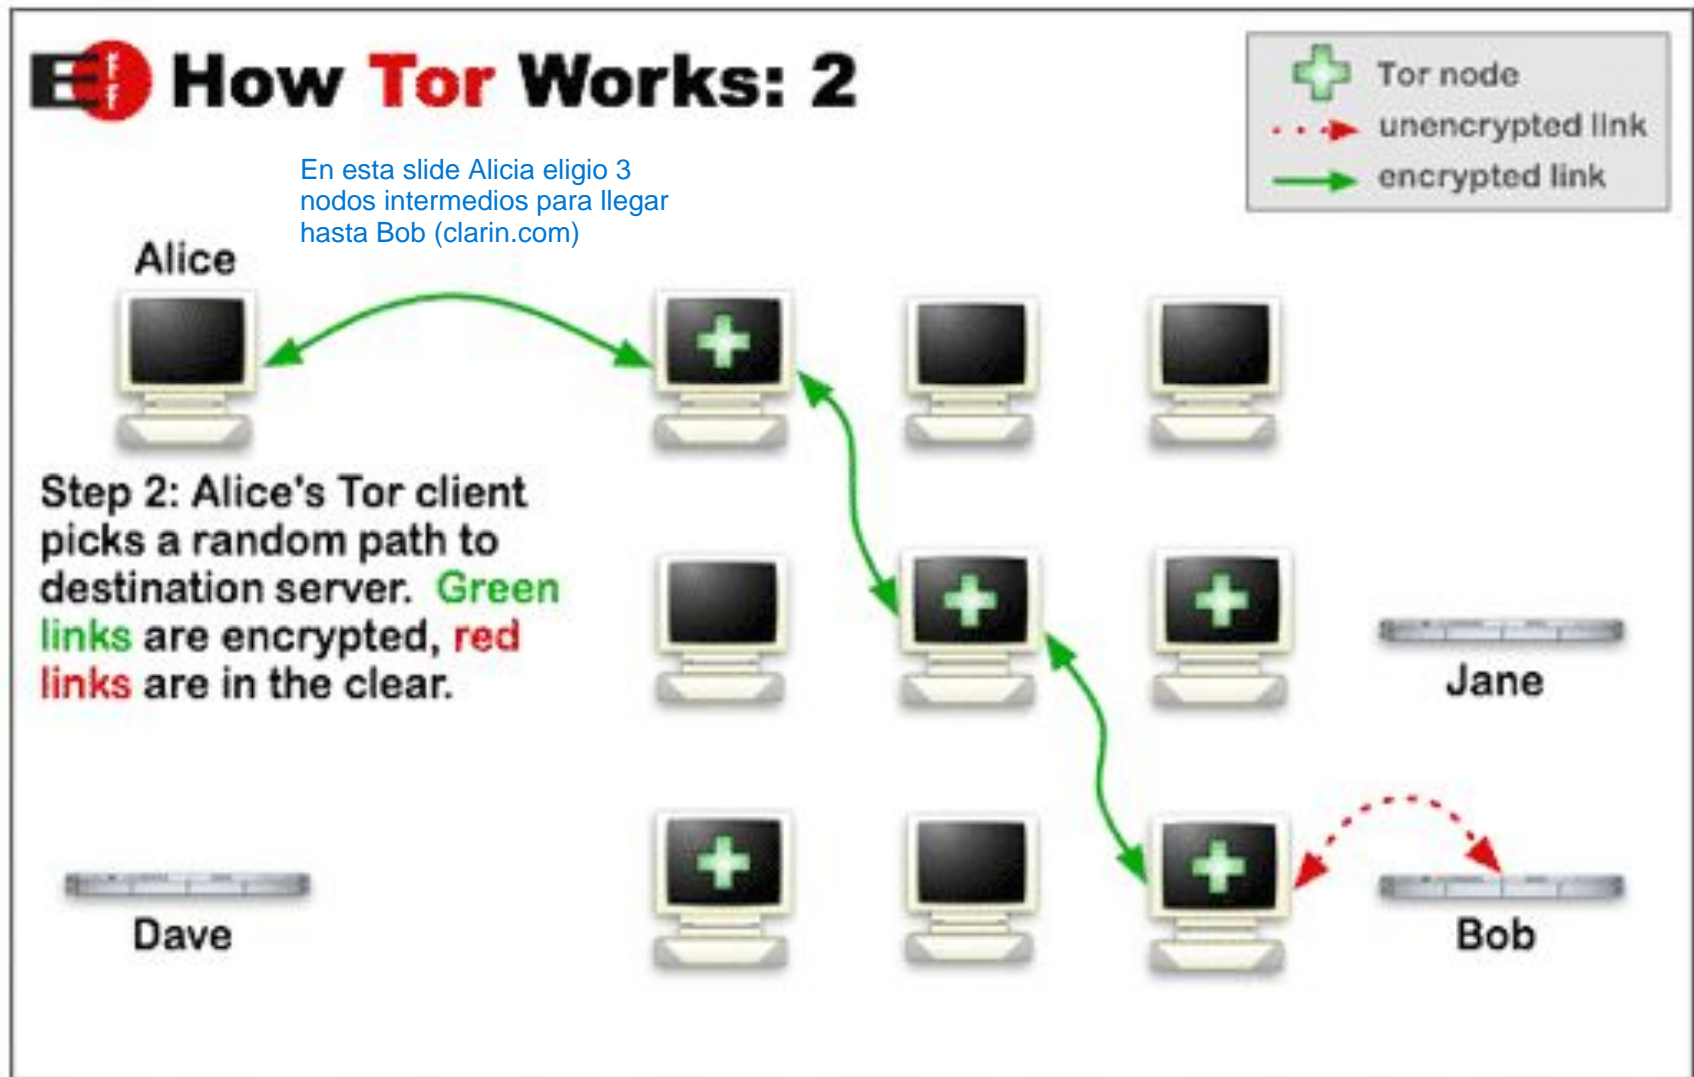 EFF How Tor Works: 2
Tor node
unencrypted link
encrypted link
En esta slide Alicia eligio 3
nodos intermedios para llegar
hasta Bob (clarin.com)
Alice
Step 2: Alice's Tor client
picks a random path to
destination server. Green
links are encrypted, red
links are in the clear.
Jane
Dave
Bob